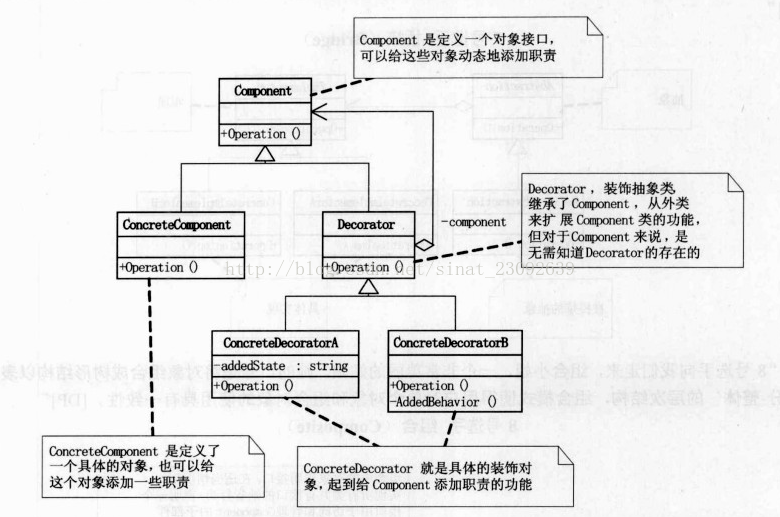 Component 是定义一个对象接口，
可以给这些对象动态地添加职责
Component
+Operation()
Decorator，装饰抽象类，
继承了Component，从外类
来扩展Component类的功能，
但对于Component来说，是
无需知道Decorator的存在的
-component
ConcreteComponent
+Operation()
Decorator
+Operation()
http://blog.csdn.net/sinat_23092639
ConcreteDecoratorA
-addedState : string
+Operation()
ConcreteDecoratorB
+Operation()
-AddedBehavior()
ConcreteComponent 是定义了
一个具体的对象，也可以给
这个对象添加一些职责
ConcreteDecorator 就是具体的装饰对
象，起到给 Component 添加职责的功能